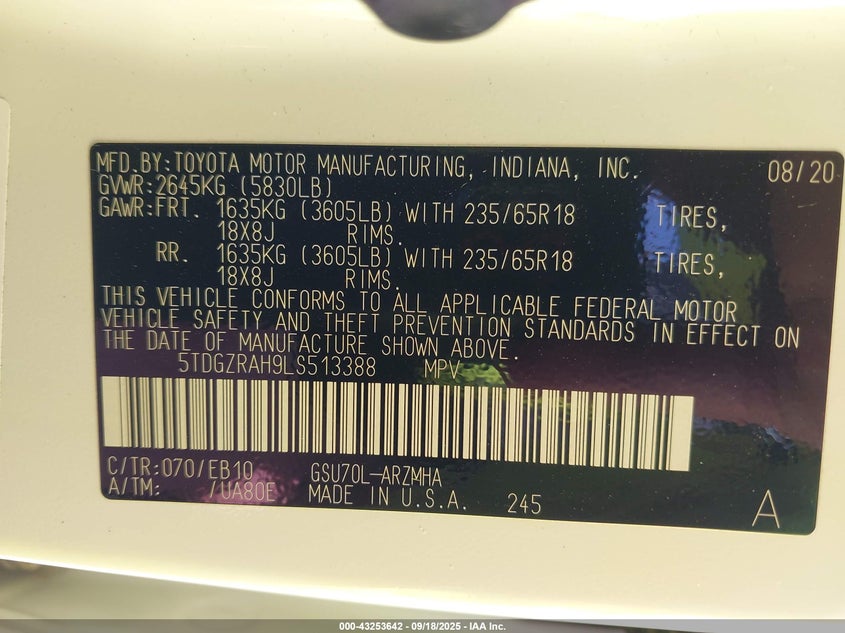 MFD.BY:TOYOTA MOTOR MANUFACTURING, INDIANA, INC. 08/20
GVWR:2645KG (5830LB)
GAWR:FRT. 1635KG (3605LB) WITH 235/65R18 TIRES,
18X8J RIMS.
RR. 1635KG (3605LB) WITH 235/65R18 TIRES,
18X8J RIMS.
THIS VEHICLE CONFORMS TO ALL APPLICABLE FEDERAL MOTOR
VEHICLE SAFETY AND THEFT PREVENTION STANDARDS IN EFFECT ON
THE DATE OF MANUFACTURE SHOWN ABOVE.
5TDGZRAH9LS513388 MPV
C/TR:070/EB10 GSU70L-ARZMHA
A/TM: /UA80E MADE IN U.S.A. 245 A
000-43253642 - 09/18/2025 - IAA Inc.